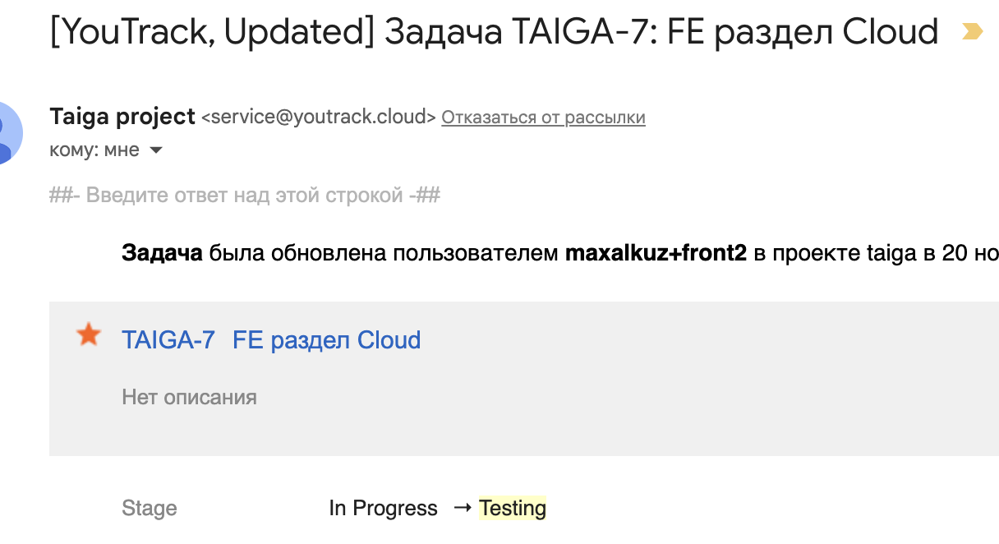 [YouTrack, Updated] Задача TAIGA-7: FE раздел Cloud
Taiga project <service@youtrack.cloud> Отказаться от рассылки
кому: мне
##- Введите ответ над этой строкой -##
Задача была обновлена пользователем maxalkuz+front2 в проекте taiga в 20
TAIGA-7 FE раздел Cloud
Нет описания
Stage In Progress → Testing